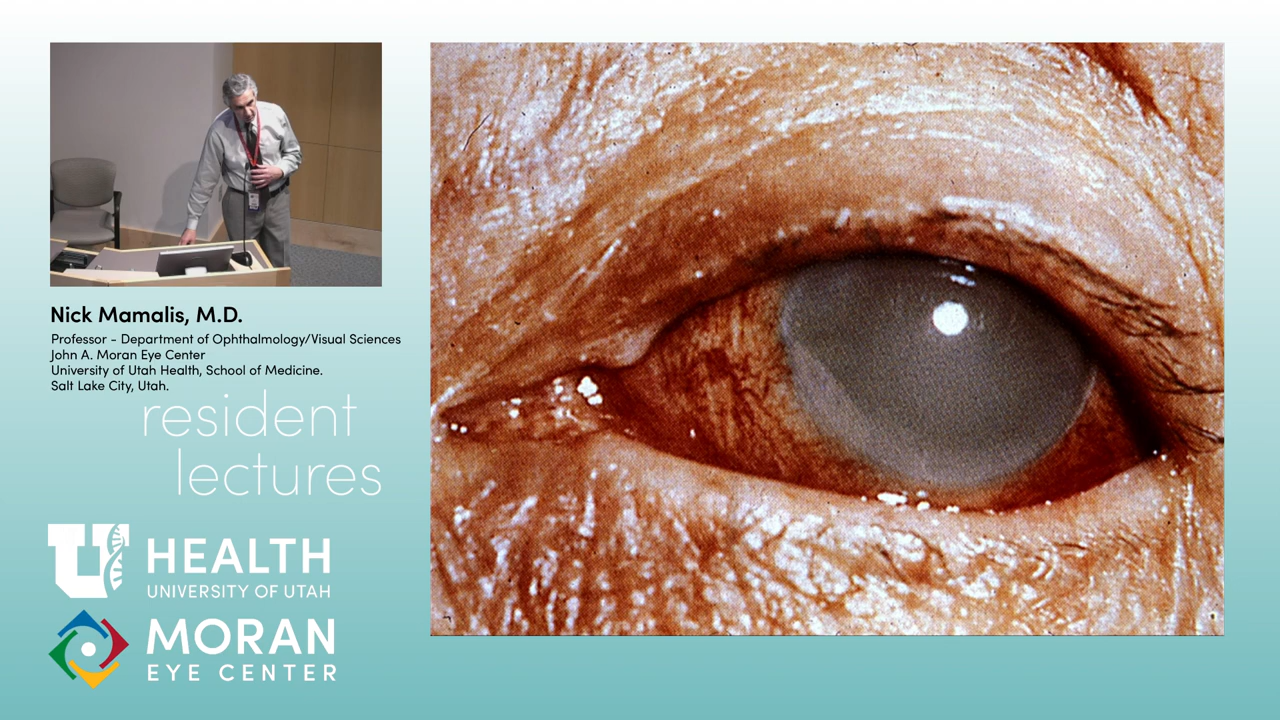 Nick Mamalis, M.D.
Professor - Department of Ophthalmology/Visual Sciences
John A. Moran Eye Center
University of Utah Health, School of Medicine.
Salt Lake City, Utah.
resident
lectures
U HEALTH
UNIVERSITY OF UTAH
MORAN
EYE CENTER